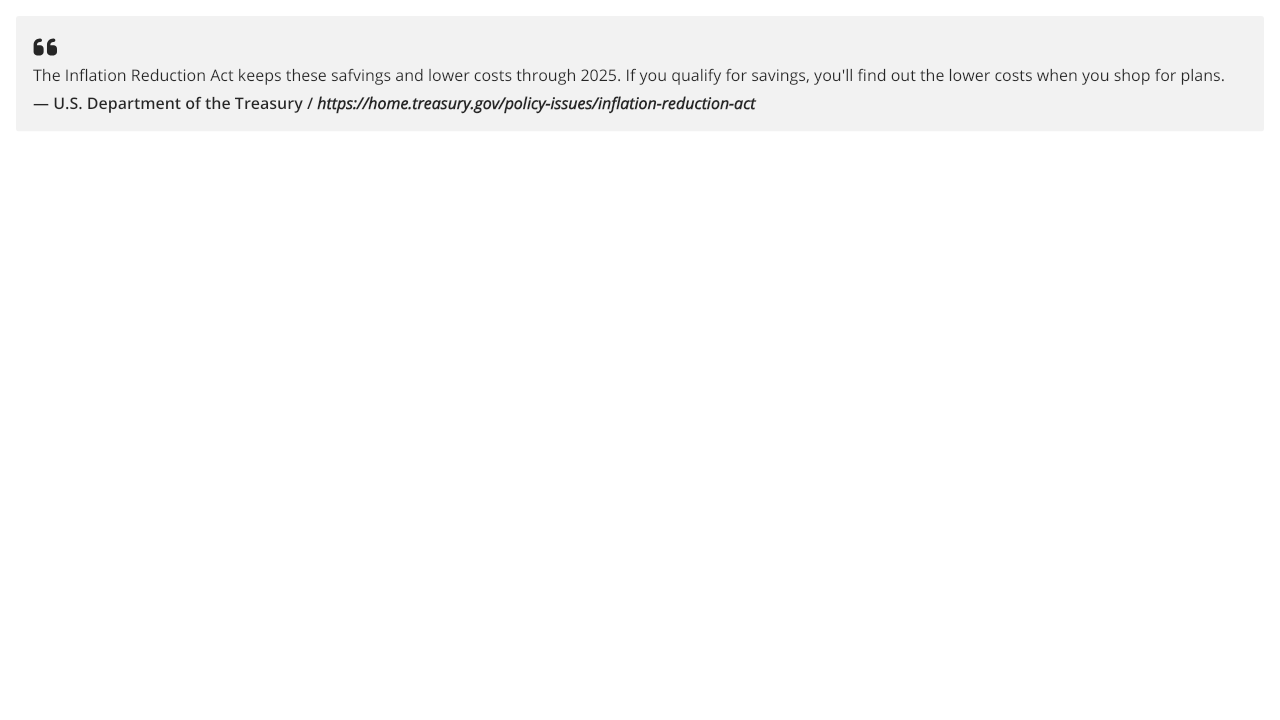 The Inflation Reduction Act keeps these safvings and lower costs through 2025. If you qualify for savings, you'll find out the lower costs when you shop for plans.
— U.S. Department of the Treasury / https://home.treasury.gov/policy-issues/inflation-reduction-act